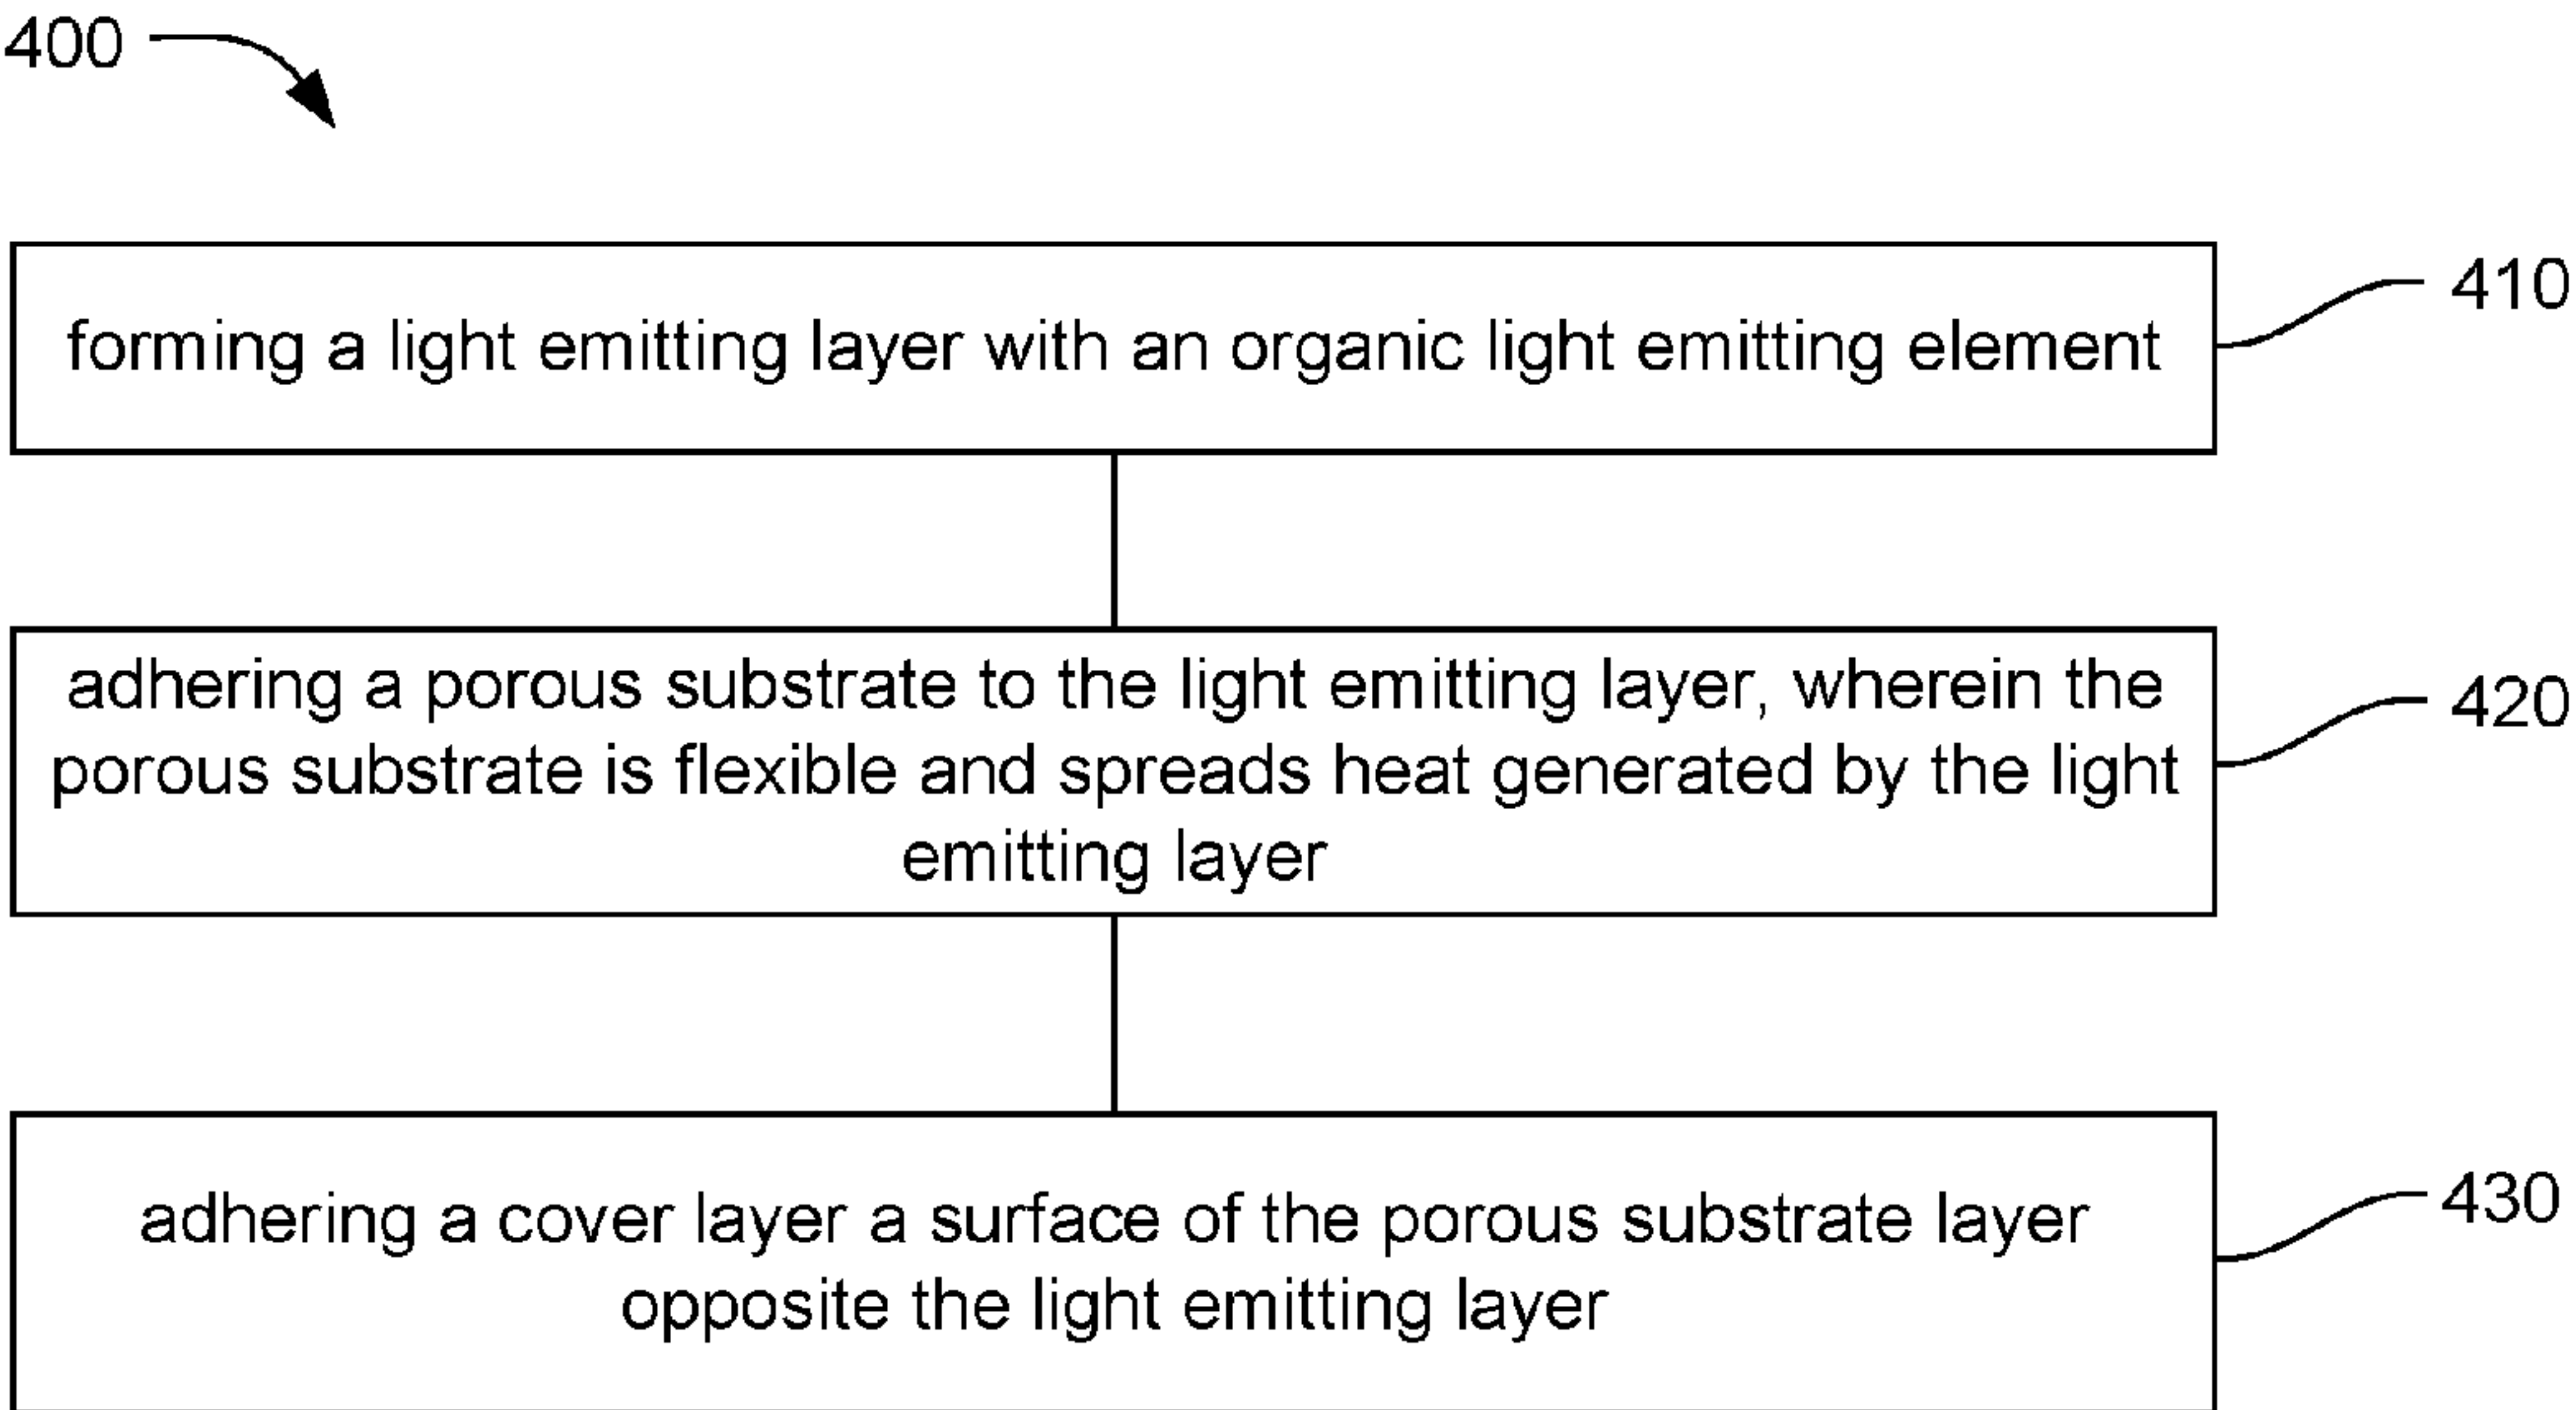 400
forming a light emitting layer with an organic light emitting element
410
adhering a porous substrate to the light emitting layer, wherein the
porous substrate is flexible and spreads heat generated by the light
emitting layer
420
adhering a cover layer a surface of the porous substrate layer
opposite the light emitting layer
430